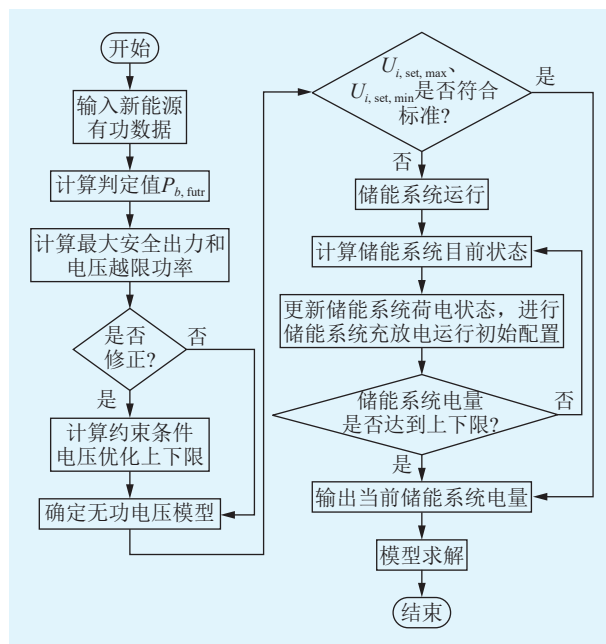 开始
输入新能源
有功数据
计算判定值P_{b, futr}
计算最大安全出力和
电压越限功率
是否
修正?
否
是
计算约束条件
电压优化上下限
确定无功电压模型
U_{i, set, max}、
U_{i, set, min}是否符合
标准?
是
否
储能系统运行
计算储能系统目前状态
更新储能系统荷电状态，进行
储能系统充放电运行初始配置
储能系统电量
是否达到上下限?
否
是
输出当前储能系统电量
模型求解
结束